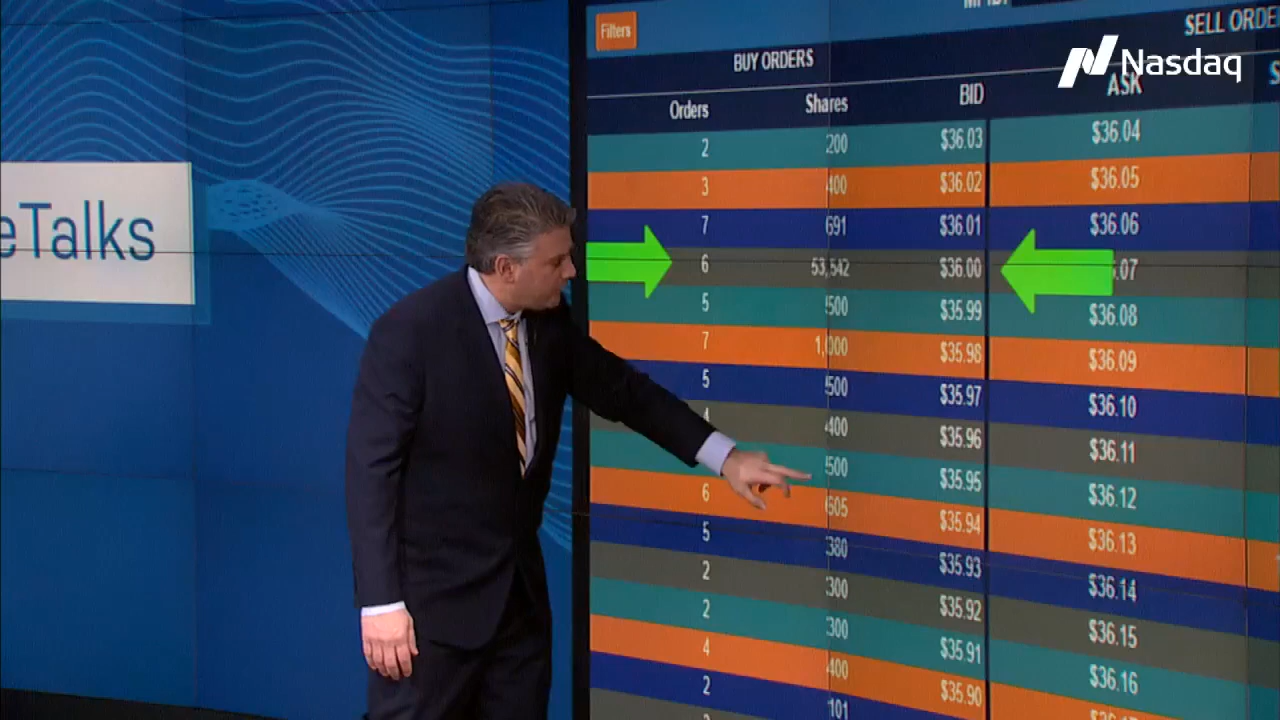 Filters
SELL ORDE
BUY ORDERS
Nasdaq
Orders Shares BID ASK
2 200 $36.03 $36.04
3 400 $36.02 $36.05
7 691 $36.01 $36.06
6 53,542 $36.00 .07
5 500 $35.99 $36.08
7 1,000 $35.98 $36.09
5 500 $35.97 $36.10
4 400 $35.96 $36.11
500 $35.95 $36.12
6 605 $35.94 $36.13
5 380 $35.93 $36.14
2 300 $35.92 $36.15
2 300 $35.91 $36.16
4 400 $35.90
2 101
eTalks